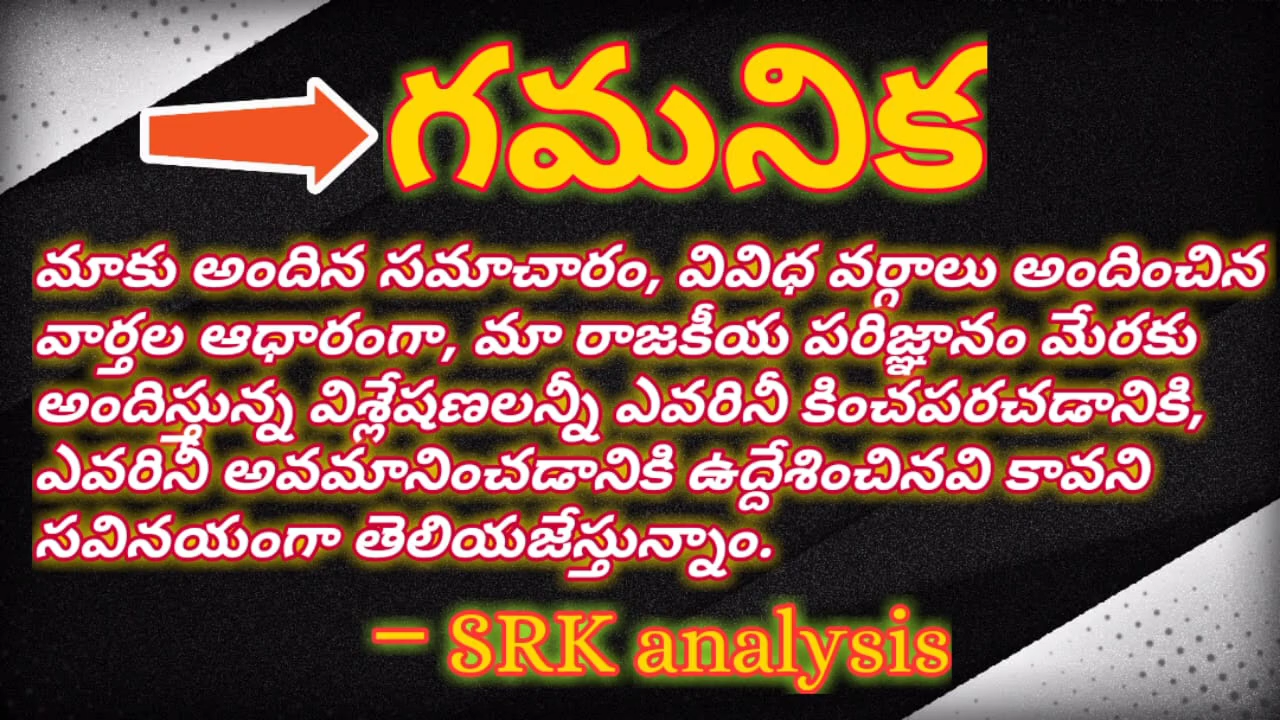 గమనిక
మాకు అందిన సమాచారం, వివిధ వర్గాలు అందించిన
వార్తల ఆధారంగా, మా రాజకీయ పరిజ్ఞానం మేరకు
అందిస్తున్న విశ్లేషణలన్నీ ఎవరినీ కించపరచడానికి,
ఎవరినీ అవమానించడానికి ఉద్దేశించినవి కావని
సవినయంగా తెలియజేస్తున్నాం.
– SRK analysis